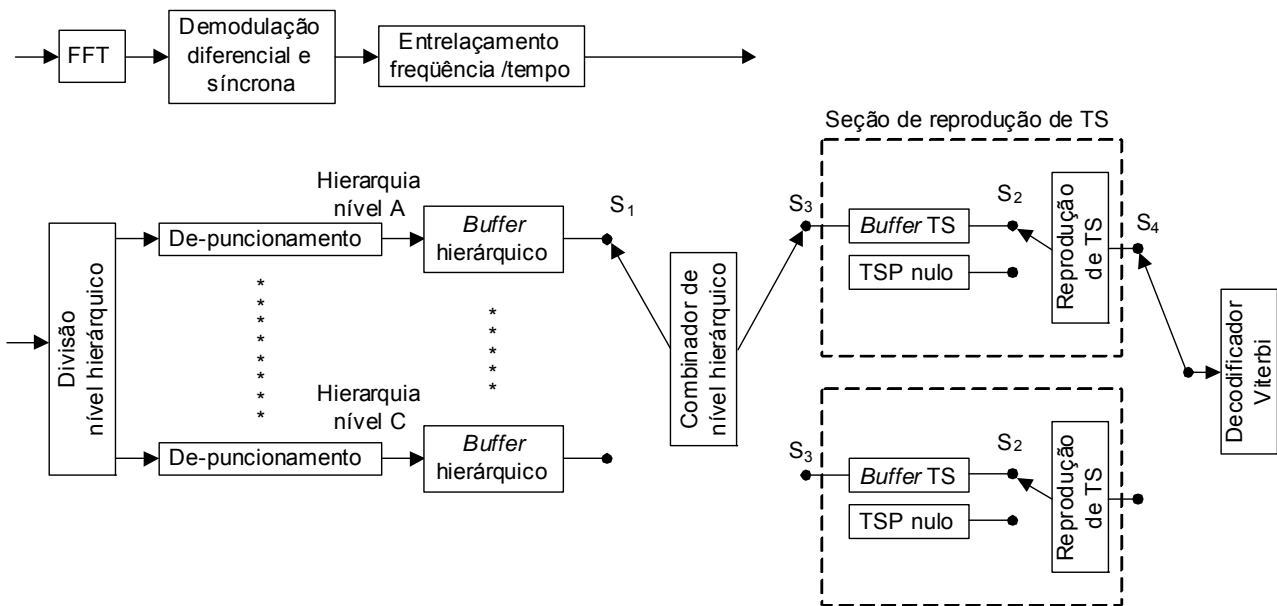 FFT
Demodulação
diferencial e
síncrona
Entrelaçamento
freqüência /tempo
Seção de reprodução de TS
Divisão
nível hierárquico
Hierarquia
nível A
De-puncionamento
Buffer
hierárquico
S1
* * * * * * * *
* * * * *
Hierarquia
nível C
De-puncionamento
Buffer
hierárquico
Combinador de
nível hierárquico
S3
Buffer TS
S2
TSP nulo
Reprodução
de TS
S4
S3
Buffer TS
S2
TSP nulo
Reprodução
de TS
Decodificador
Viterbi